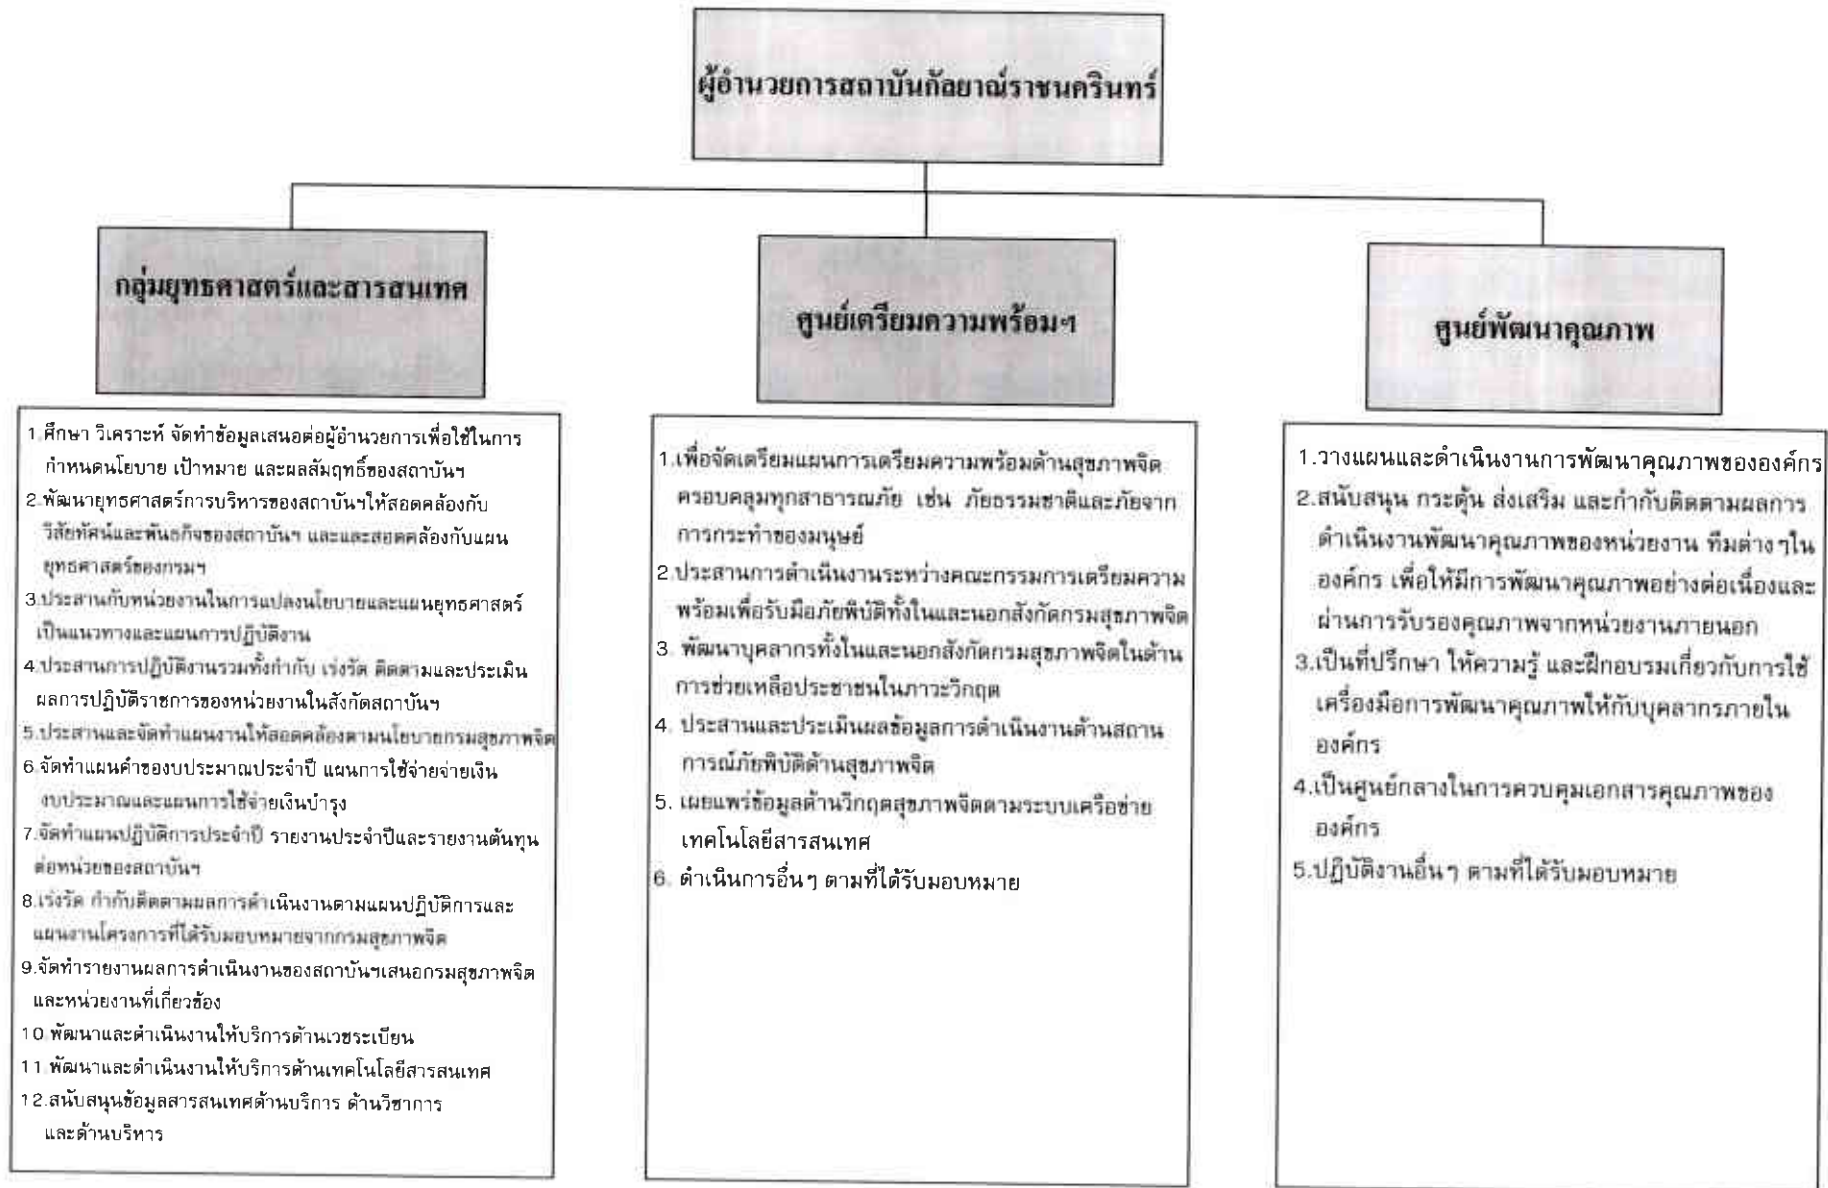 ผู้อำนวยการสถาบันกัลยาณ์ราชนครินทร์
กลุ่มยุทธศาสตร์และสารสนเทศ
1.ศึกษา วิเคราะห์ จัดทำข้อมูลเสนอต่อผู้อำนวยการเพื่อใช้ในการ
กำหนดนโยบาย เป้าหมาย และผลสัมฤทธิ์ของสถาบันฯ
2.พัฒนายุทธศาสตร์การบริหารของสถาบันฯให้สอดคล้องกับ
วิสัยทัศน์และพันธกิจของสถาบันฯ และและสอดคล้องกับแผน
ยุทธศาสตร์ของกรมฯ
3.ประสานกับหน่วยงานในการแปลงนโยบายและแผนยุทธศาสตร์
เป็นแนวทางและแผนการปฏิบัติงาน
4.ประสานการปฏิบัติงานรวมทั้งกำกับ เร่งรัด ติดตามและประเมิน
ผลการปฏิบัติราชการของหน่วยงานในสังกัดสถาบันฯ
5.ประสานและจัดทำแผนงานให้สอดคล้องตามนโยบายกรมสุขภาพจิต
6.จัดทำแผนคำของบประมาณประจำปี แผนการใช้จ่ายจ่ายเงิน
งบประมาณและแผนการใช้จ่ายเงินบำรุง
7.จัดทำแผนปฏิบัติการประจำปี รายงานประจำปีและรายงานต้นทุน
ต่อหน่วยของสถาบันฯ
8.เร่งรัด กำกับติดตามผลการดำเนินงานตามแผนปฏิบัติการและ
แผนงานโครงการที่ได้รับมอบหมายจากกรมสุขภาพจิต
9.จัดทำรายงานผลการดำเนินงานของสถาบันฯเสนอกรมสุขภาพจิต
และหน่วยงานที่เกี่ยวข้อง
10.พัฒนาและดำเนินงานให้บริการด้านเวชระเบียน
11.พัฒนาและดำเนินงานให้บริการด้านเทคโนโลยีสารสนเทศ
12.สนับสนุนข้อมูลสารสนเทศด้านบริการ ด้านวิชาการ
และด้านบริหาร
ศูนย์เตรียมความพร้อมฯ
1.เพื่อจัดเตรียมแผนการเตรียมความพร้อมด้านสุขภาพจิต
ครอบคลุมทุกสาธารณภัย เช่น ภัยธรรมชาติและภัยจาก
การกระทำของมนุษย์
2.ประสานการดำเนินงานระหว่างคณะกรรมการเตรียมความ
พร้อมเพื่อรับมือภัยพิบัติทั้งในและนอกสังกัดกรมสุขภาพจิต
3. พัฒนาบุคลากรทั้งในและนอกสังกัดกรมสุขภาพจิตในด้าน
การช่วยเหลือประชาชนในภาวะวิกฤต
4. ประสานและประเมินผลข้อมูลการดำเนินงานด้านสถาน
การณ์ภัยพิบัติด้านสุขภาพจิต
5. เผยแพร่ข้อมูลด้านวิกฤตสุขภาพจิตตามระบบเครือข่าย
เทคโนโลยีสารสนเทศ
6. ดำเนินการอื่นๆ ตามที่ได้รับมอบหมาย
ศูนย์พัฒนาคุณภาพ
1.วางแผนและดำเนินงานการพัฒนาคุณภาพขององค์กร
2.สนับสนุน กระตุ้น ส่งเสริม และกำกับติดตามผลการ
ดำเนินงานพัฒนาคุณภาพของหน่วยงาน ทีมต่างๆใน
องค์กร เพื่อให้มีการพัฒนาคุณภาพอย่างต่อเนื่องและ
ผ่านการรับรองคุณภาพจากหน่วยงานภายนอก
3.เป็นที่ปรึกษา ให้ความรู้ และฝึกอบรมเกี่ยวกับการใช้
เครื่องมือการพัฒนาคุณภาพให้กับบุคลากรภายใน
องค์กร
4.เป็นศูนย์กลางในการควบคุมเอกสารคุณภาพของ
องค์กร
5.ปฏิบัติงานอื่นๆ ตามที่ได้รับมอบหมาย